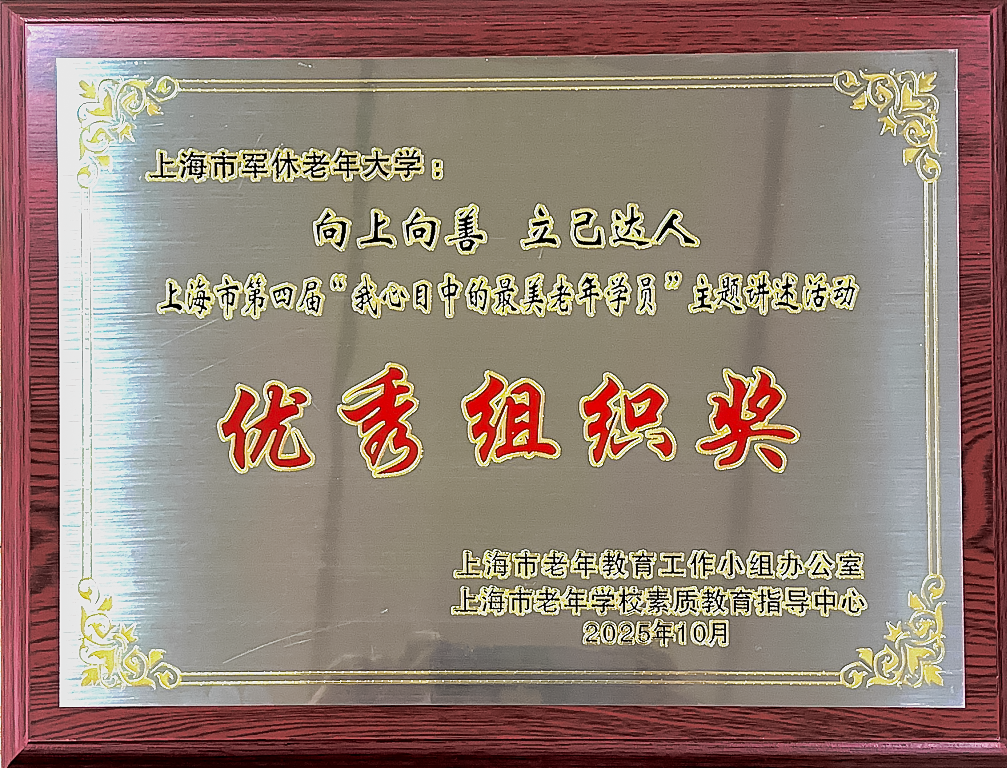 上海市军休老年大学：
向上向善 立己达人
上海市第四届“我心目中的最美老年学员”主题讲述活动
优秀组织奖
上海市老年教育工作小组办公室
上海市老年学校素质教育指导中心
2025年10月